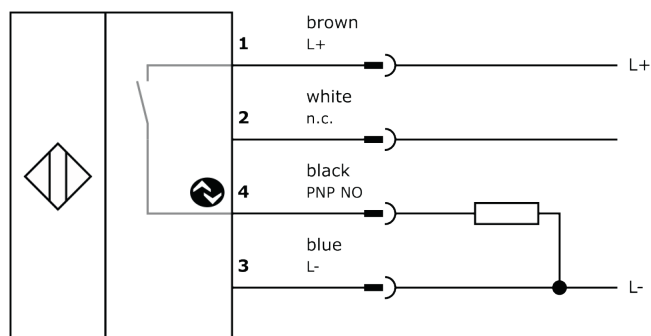 brown
1 L+
L+
white
2 n.c.
black
4 PNP NO
blue
3 L-
L-